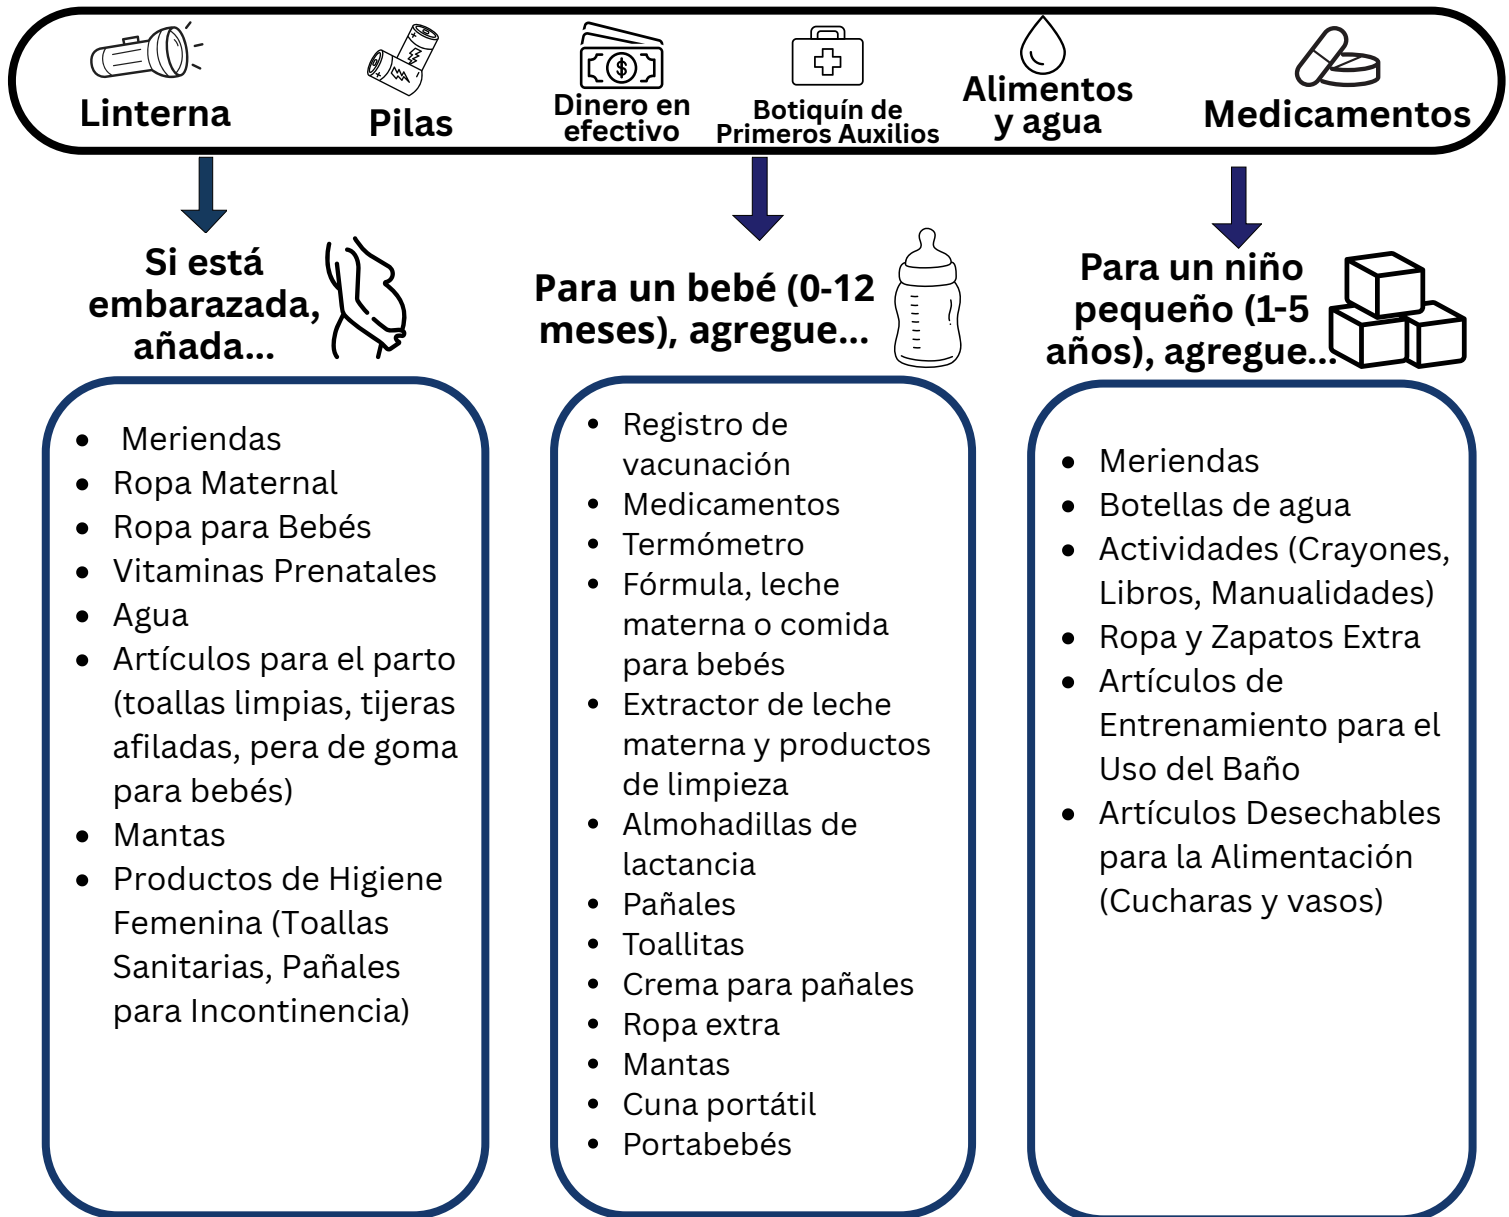 Linterna
Pilas
Dinero en
efectivo
Botiquín de
Primeros Auxilios
Alimentos
y agua
Medicamentos
Si está
embarazada,
añada...
Meriendas
Ropa Maternal
Ropa para Bebés
Vitaminas Prenatales
Agua
Artículos para el parto
(toallas limpias, tijeras
afiladas, pera de goma
para bebés)
Mantas
Productos de Higiene
Femenina (Toallas
Sanitarias, Pañales
para Incontinencia)
Para un bebé (0-12
meses), agregue...
Registro de
vacunación
Medicamentos
Termómetro
Fórmula, leche
materna o comida
para bebés
Extractor de leche
materna y productos
de limpieza
Almohadillas de
lactancia
Pañales
Toallitas
Crema para pañales
Ropa extra
Mantas
Cuna portátil
Portabebés
Para un niño
pequeño (1-5
años), agregue...
Meriendas
Botellas de agua
Actividades (Crayones,
Libros, Manualidades)
Ropa y Zapatos Extra
Artículos de
Entrenamiento para el
Uso del Baño
Artículos Desechables
para la Alimentación
(Cucharas y vasos)